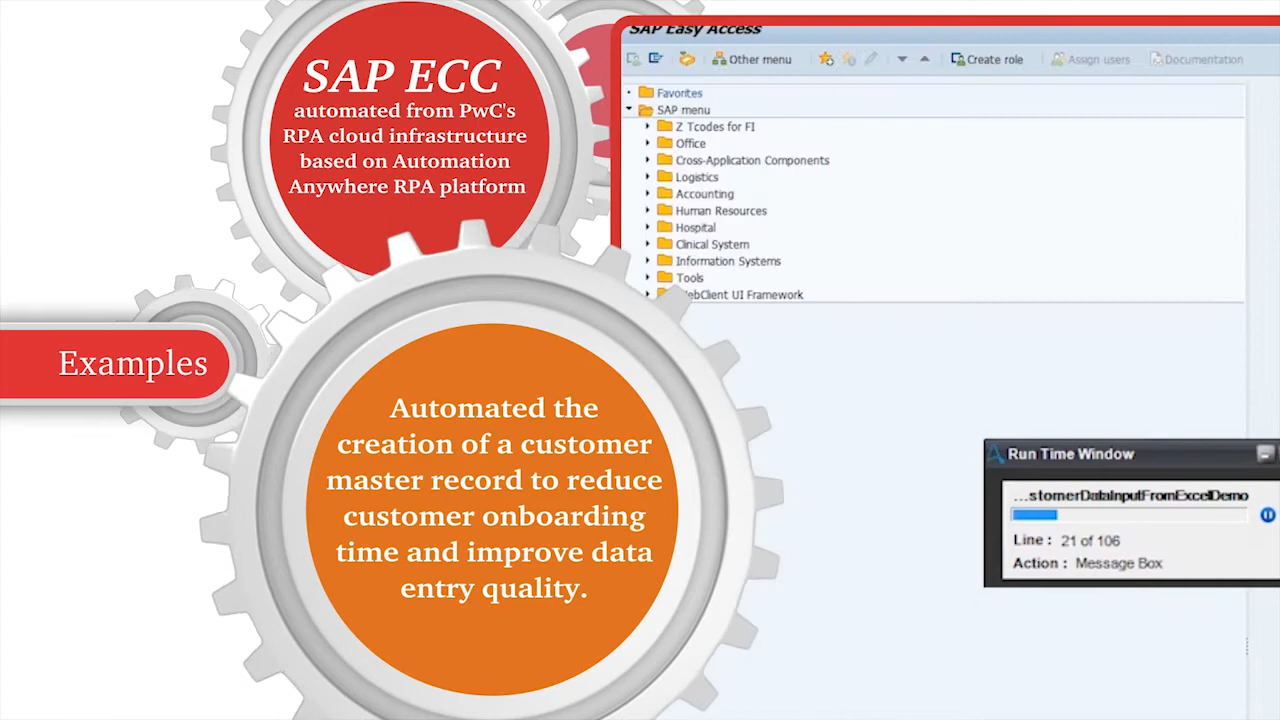 SAP ECC
automated from PwC's
RPA cloud infrastructure
based on Automation
Anywhere RPA platform
Examples
Automated the
creation of a customer
master record to reduce
customer onboarding
time and improve data
entry quality.
SAP Easy Access
Other menu Create role Assign users Documentation
Favorites
SAP menu
Z Tcodes for FI
Office
Cross-Application Components
Logistics
Accounting
Human Resources
Hospital
Clinical System
Information Systems
Tools
ebClient UI Framework
Run Time Window
...stomerDataInputFromExcelDemo
Line : 21 of 106
Action : Message Box